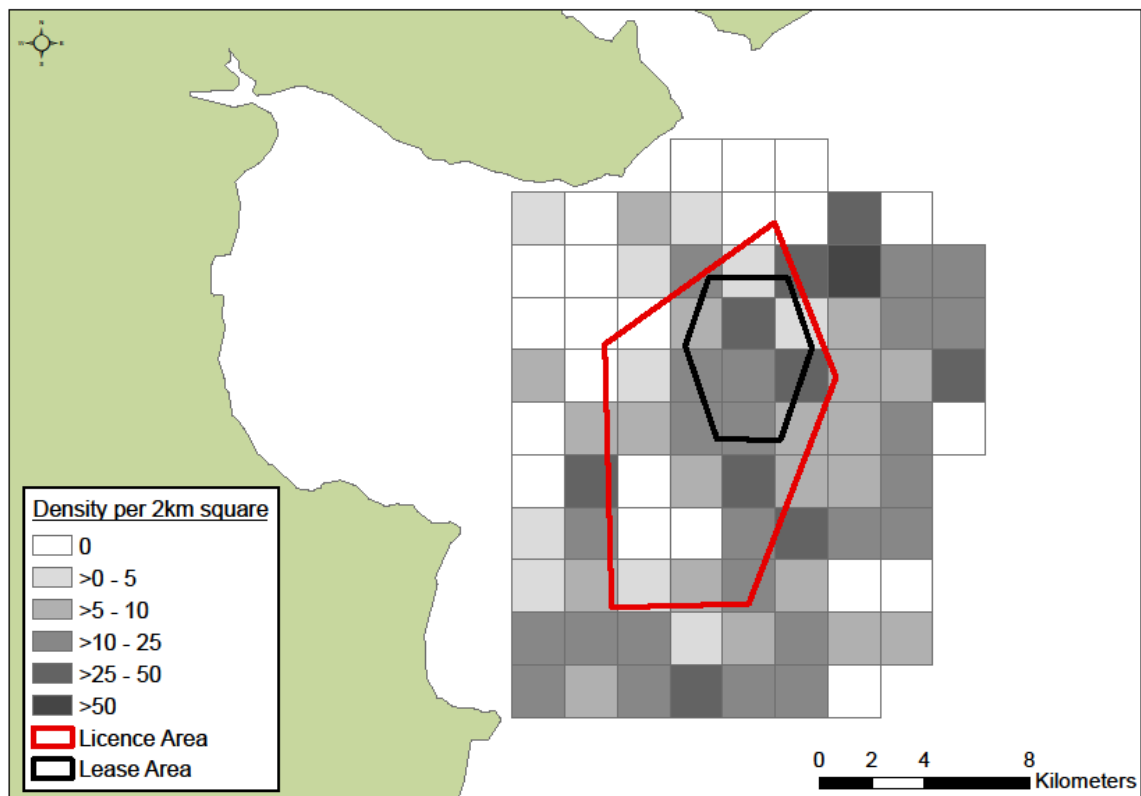 N
E
S
Density per 2km square
0
>0 - 5
>5 - 10
>10 - 25
>25 - 50
>50
Licence Area
Lease Area
0 2 4 8
Kilometers